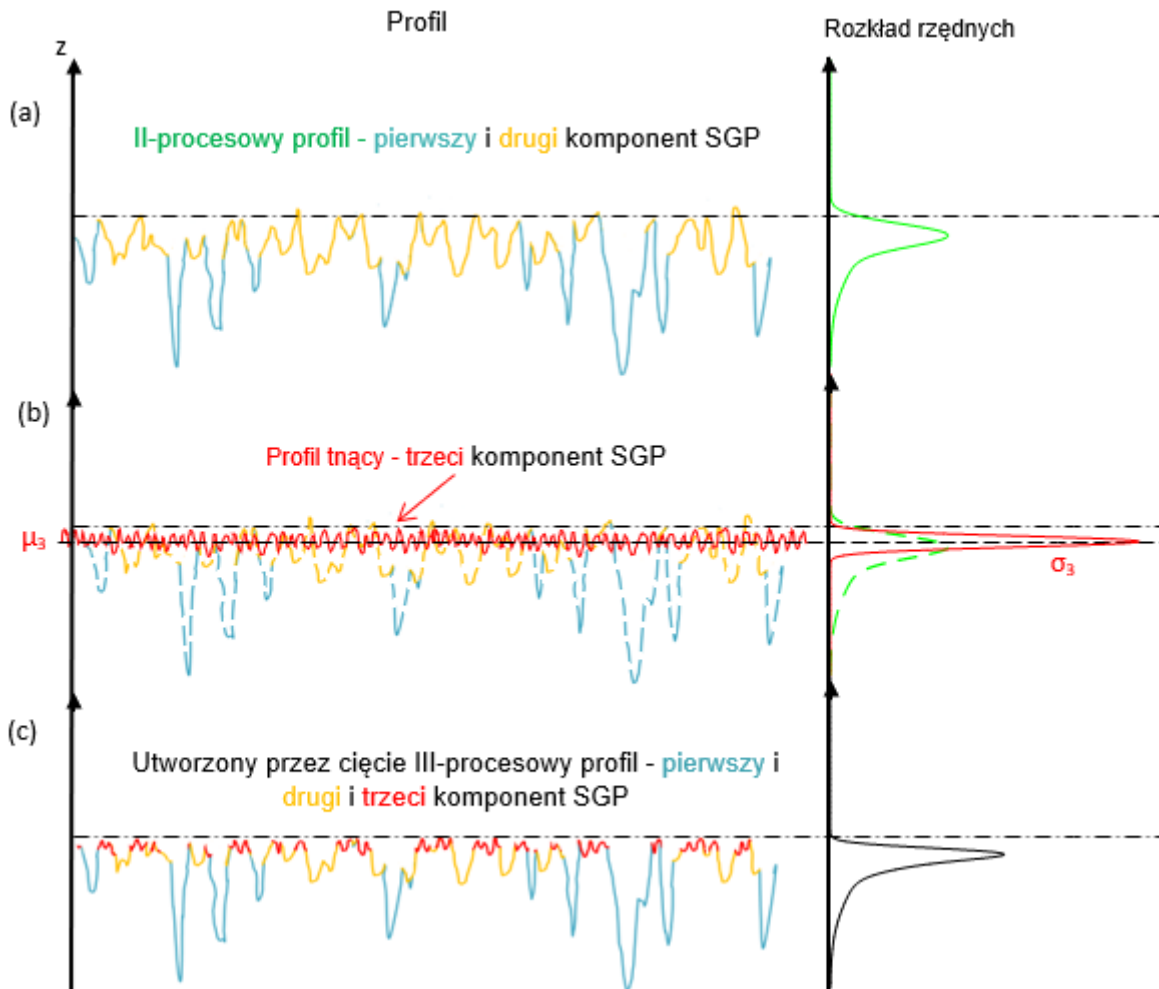 Profil
Rozkład rzędnych
z
(a)
II-procesowy profil - pierwszy i drugi komponent SGP
(b)
Profil tnący - trzeci komponent SGP
μ₃
σ₃
(c)
Utworzony przez cięcie III-procesowy profil - pierwszy i
drugi i trzeci komponent SGP